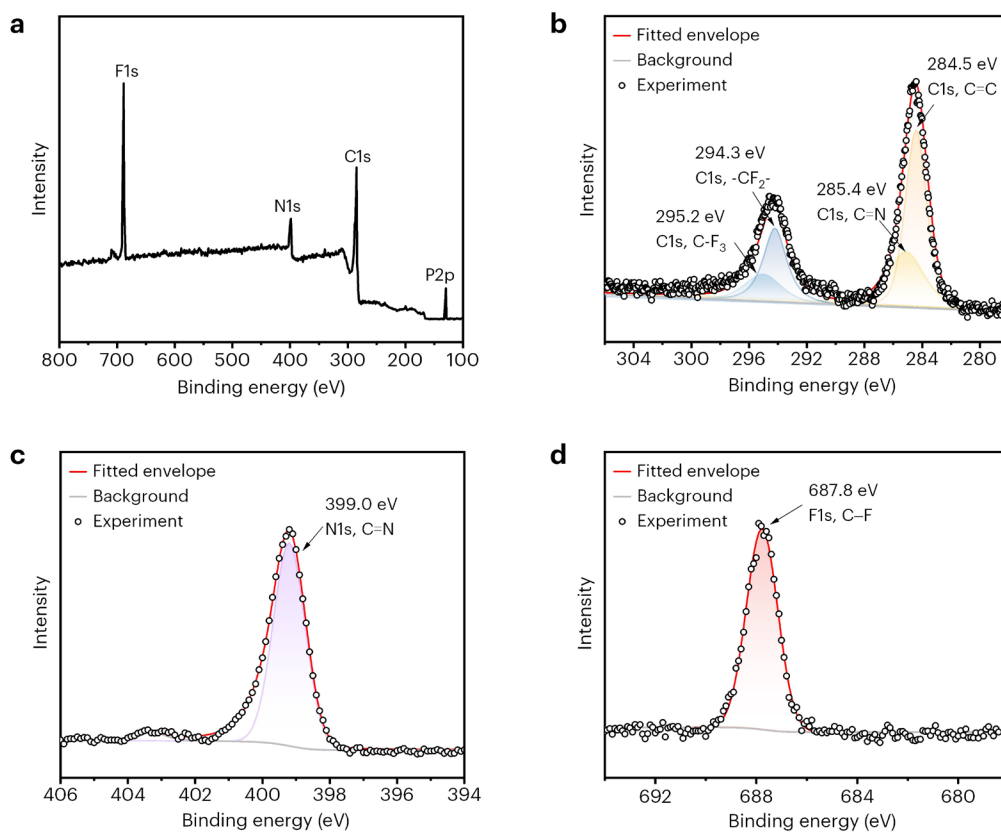 a
F1s
C1s
N1s
P2p
Intensity
800 700 600 500 400 300 200 100
Binding energy (eV)
b
Fitted envelope
Background
Experiment
284.5 eV
C1s, C=C
294.3 eV
C1s, -CF₂-
285.4 eV
C1s, C=N
295.2 eV
C1s, C-F₃
Intensity
306 300 296 292 288 284 280
Binding energy (eV)
c
Fitted envelope
Background
Experiment
399.0 eV
N1s, C=N
Intensity
406 404 402 400 398 396 394
Binding energy (eV)
d
Fitted envelope
Background
Experiment
687.8 eV
F1s, C–F
Intensity
692 688 684 680
Binding energy (eV)